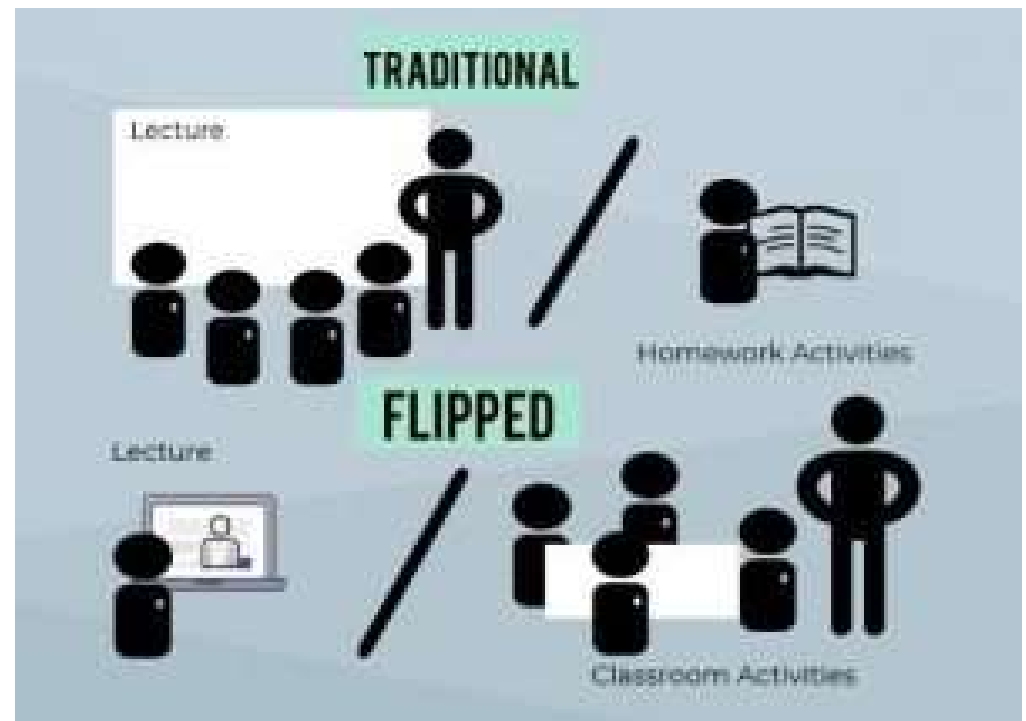 TRADITIONAL
Lecture
Homework Activities
FLIPPED
Lecture
Classroom Activities